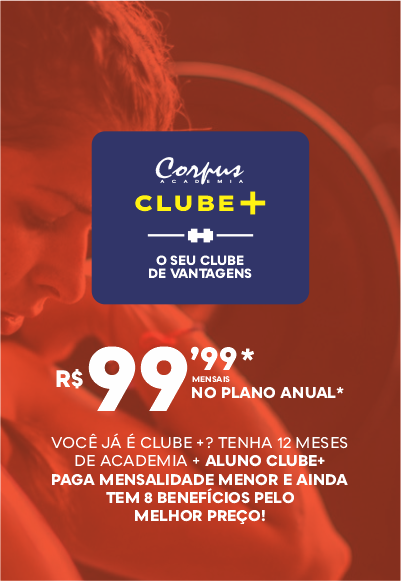 Corpus
ACADEMIA
CLUBE+
O SEU CLUBE
DE VANTAGENS
R$ 99'99*
MENSAIS
NO PLANO ANUAL*
VOCÊ JÁ É CLUBE +? TENHA 12 MESES
DE ACADEMIA + ALUNO CLUBE+
PAGA MENSALIDADE MENOR E AINDA
TEM 8 BENEFÍCIOS PELO
MELHOR PREÇO!